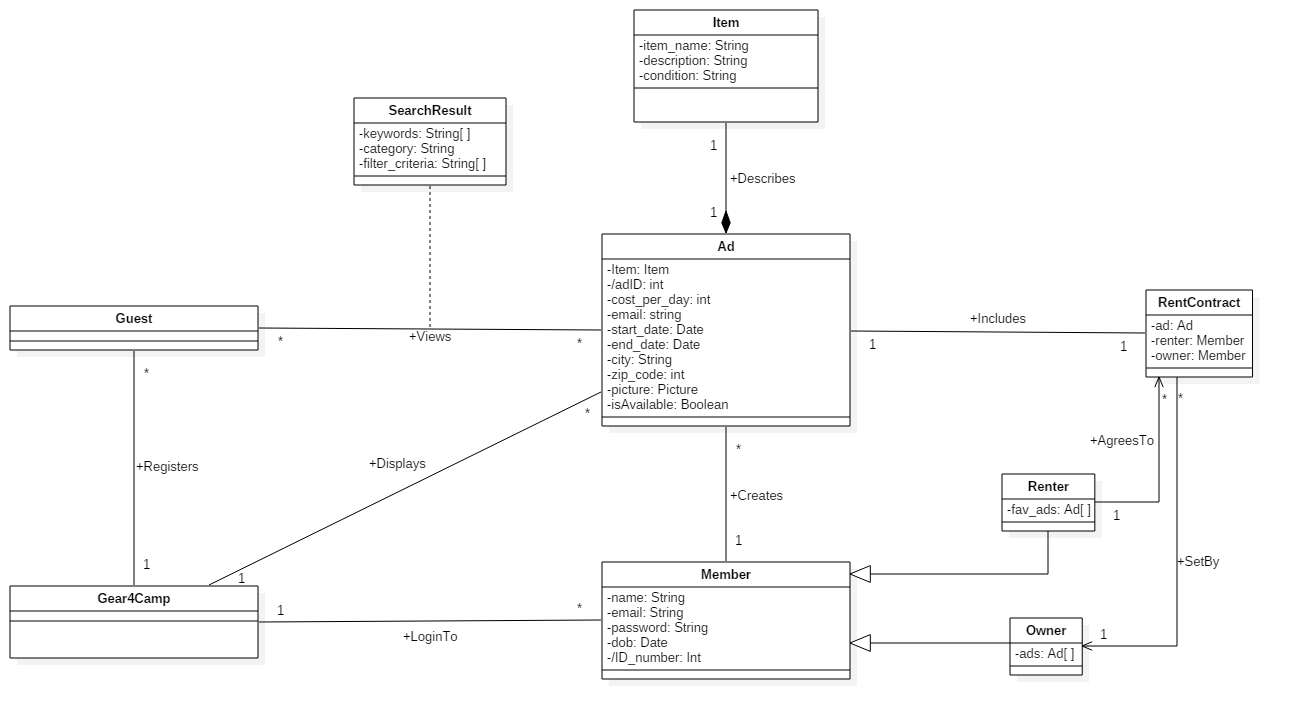 Item
-item_name: String
-description: String
-condition: String
SearchResult
-keywords: String[ ]
-category: String
-filter_criteria: String[ ]
1
+Describes
1
Ad
-Item: Item
-/adID: int
-cost_per_day: int
-email: string
-start_date: Date
-end_date: Date
-city: String
-zip_code: int
-picture: Picture
-isAvailable: Boolean
Guest
*
+Views
*
RentContract
-ad: Ad
-renter: Member
-owner: Member
+Includes
1
1
*
+Registers
1
*
+Displays
1
*
+Creates
1
*
*
+AgreesTo
1
Renter
-fav_ads: Ad[ ]
+SetBy
1
Gear4Camp
1
+LoginTo
*
Member
-name: String
-email: String
-password: String
-dob: Date
-/ID_number: Int
Owner
-ads: Ad[ ]